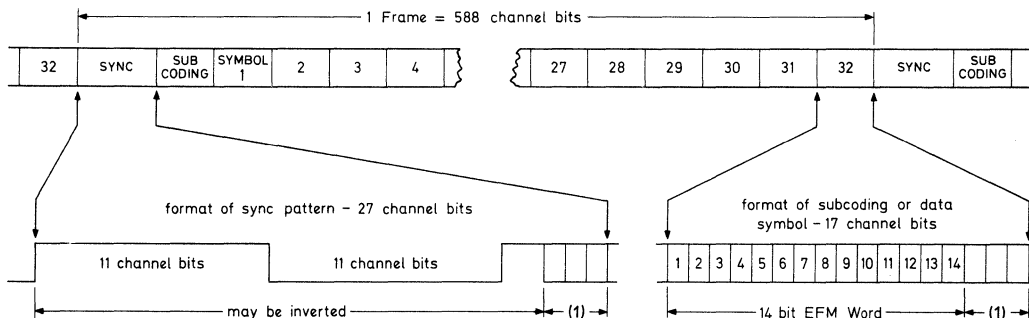 1 Frame = 588 channel bits
32 SYNC SUB CODING SYMBOL 1 2 3 4 27 28 29 30 31 32 SYNC SUB CODING
format of sync pattern – 27 channel bits
format of subcoding or data
symbol – 17 channel bits
11 channel bits 11 channel bits 1 2 3 4 5 6 7 8 9 10 11 12 13 14
may be inverted (1) 14 bit EFM Word (1)